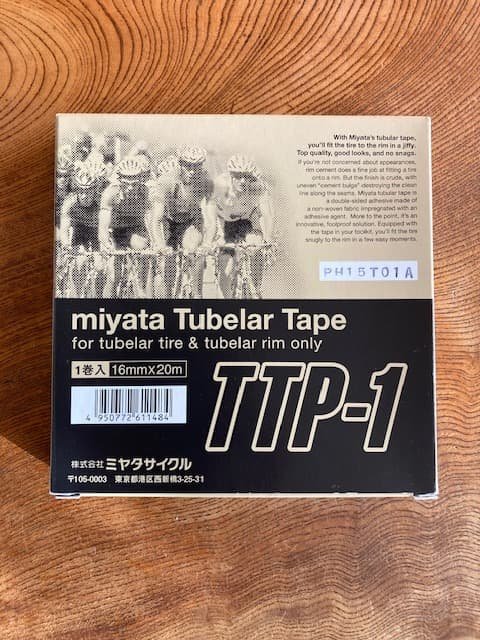 With Miyata's tubular tape,
you'll fit the tire to the rim in a jiffy.
Top quality, good looks, and no snags.
If you're not concerned about appearances,
rim cement does a fine job at fitting a tire
onto a rim. But the finish is crude, with
uneven "cement bulge" destroying the clean
line along the seams. Miyata tubular tape is
a double-sided adhesive made of
a non-woven fabric impregnated with an
adhesive agent. More to the point, it's an
innovative, foolproof solution. Equipped with
the tape in your toolkit, you'll fit the tire
snugly to the rim in a few easy moments.
PH15T01A
miyata Tubelar Tape
for tubelar tire & tubelar rim only
1巻入 16mm×20m
TTP-1
4 950772 611484
株式会社ミヤタサイクル
〒105-0003 東京都港区西新橋3-25-31